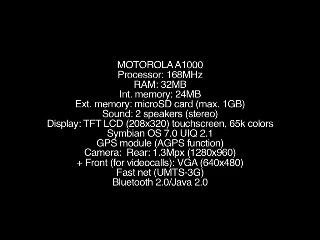 MOTOROLA A1000
Processor: 168MHz
RAM: 32MB
Int. memory: 24MB
Ext. memory: microSD card (max. 1GB)
Sound: 2 speakers (stereo)
Display: TFT LCD (208x320) touchscreen, 65k colors
Symbian OS 7.0 UIQ 2.1
GPS module (AGPS function)
Camera: Rear: 1.3Mpx (1280x960)
+ Front (for videocalls): VGA (640x480)
Fast net (UMTS-3G)
Bluetooth 2.0/Java 2.0